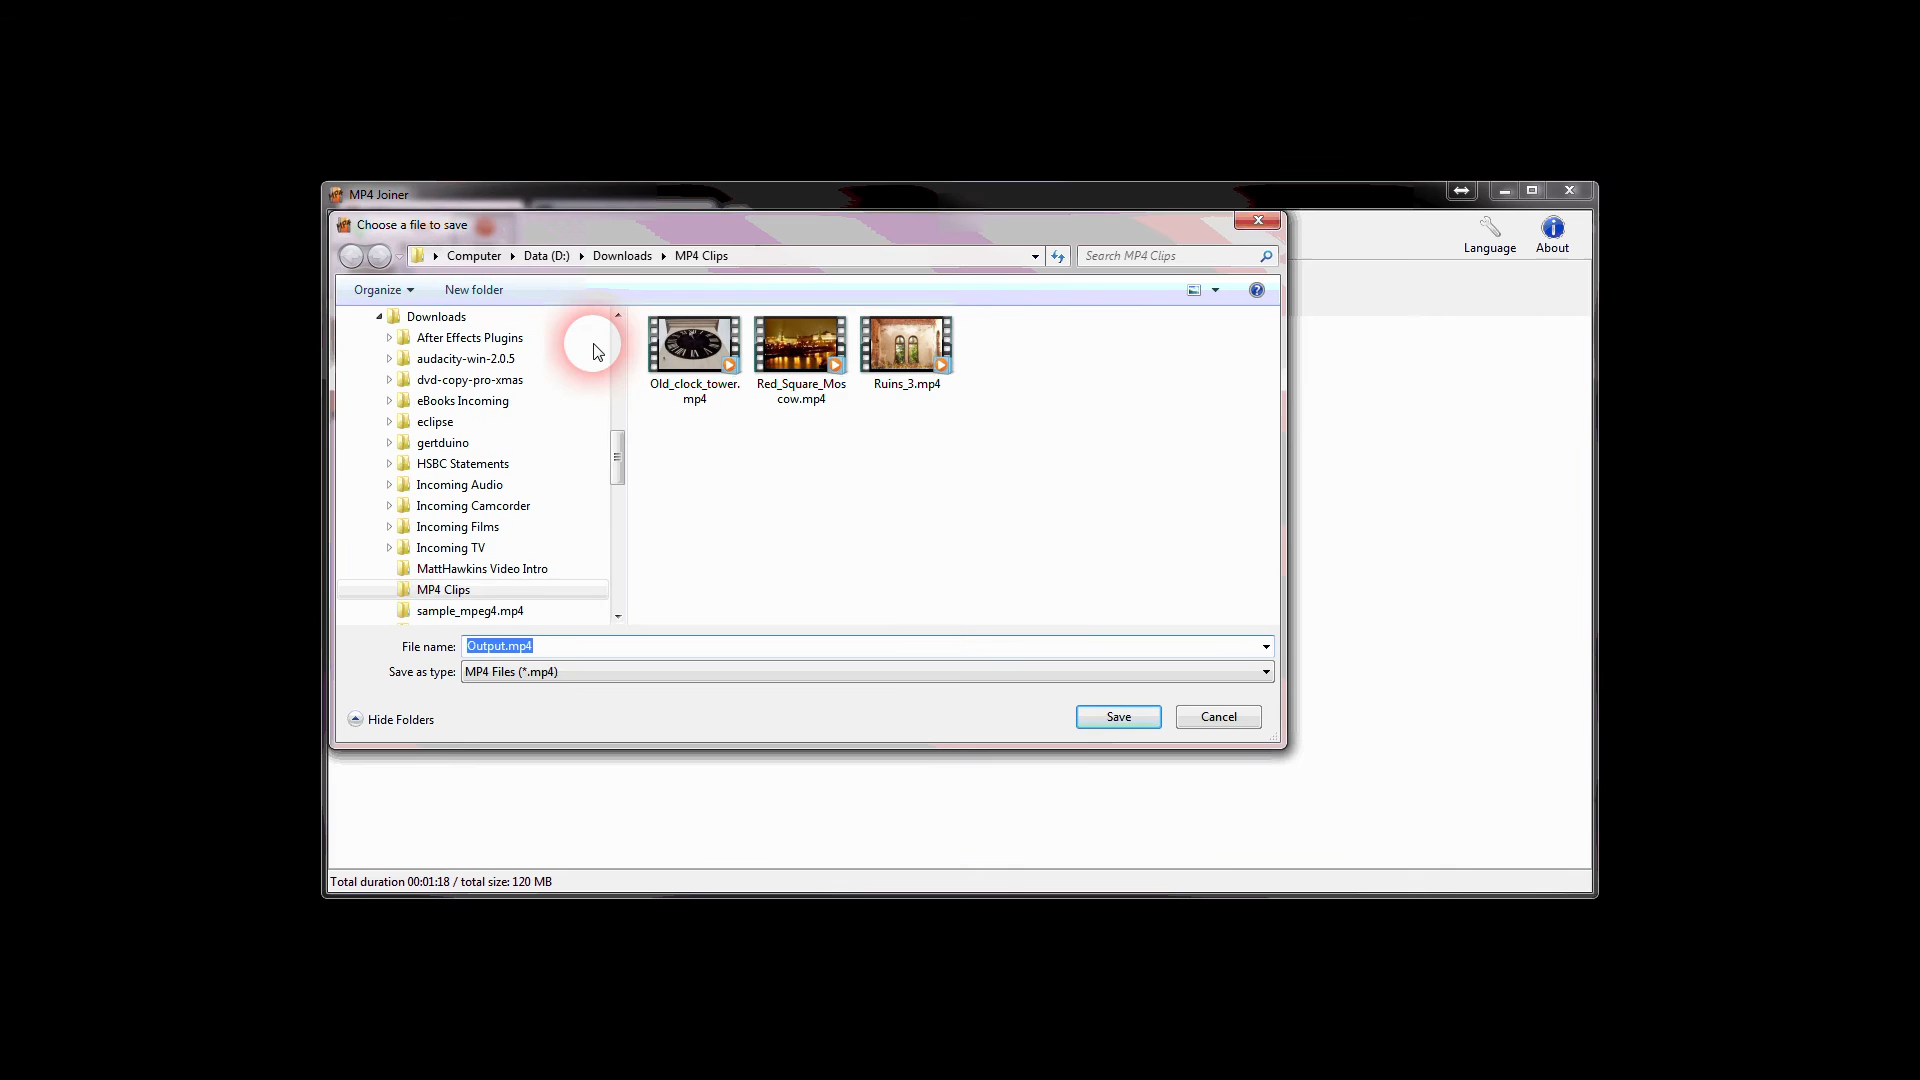 MP4 Joiner
Choose a file to save
Language
About
Computer
Data (D:)
Downloads
MP4 Clips
Search MP4 Clips
Organize
New folder
Downloads
After Effects Plugins
audacity-win-2.0.5
dvd-copy-pro-xmas
eBooks Incoming
eclipse
gertduino
HSBC Statements
Incoming Audio
Incoming Camcorder
Incoming Films
Incoming TV
MattHawkins Video Intro
MP4 Clips
sample_mpeg4.mp4
Old_clock_tower.
mp4
Red_Square_Mos
cow.mp4
Ruins_3.mp4
File name:
Output.mp4
Save as type:
MP4 Files (*.mp4)
Hide Folders
Save
Cancel
Total duration 00:01:18 / total size: 120 MB